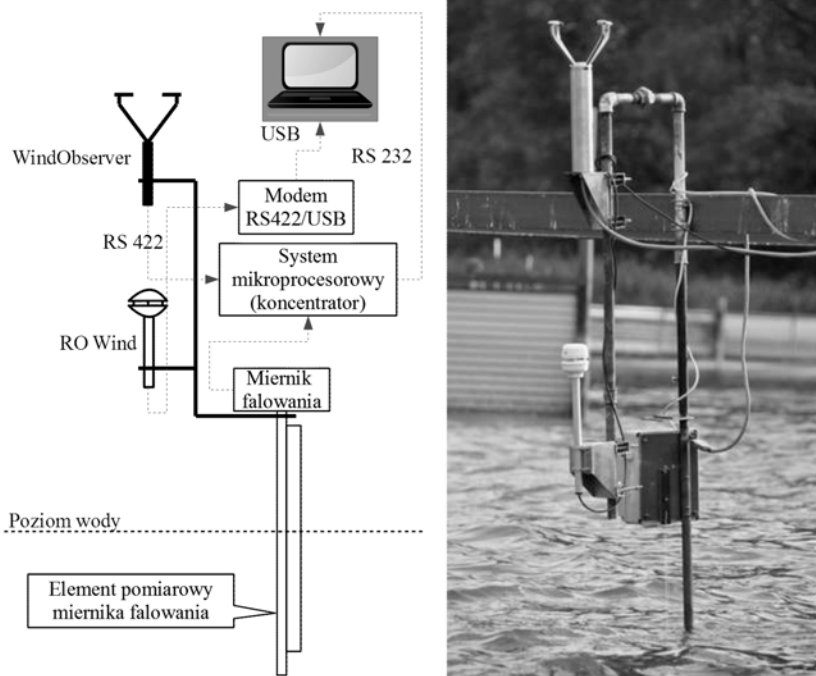 USB
RS 232
WindObserver
Modem
RS422/USB
RS 422
System
mikroprocesorowy
(koncentrator)
RO Wind
Miernik
falowania
Poziom wody
Element pomiarowy
miernika falowania